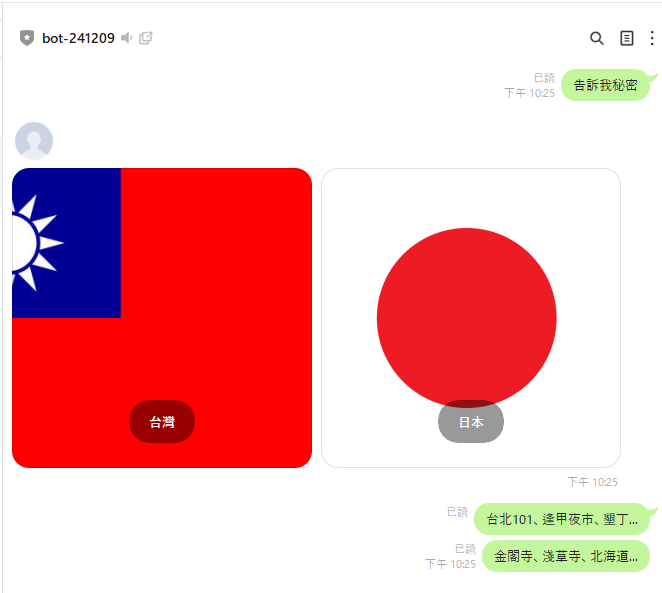 bot-241209
已讀
下午 10:25
告訴我秘密
台灣
日本
下午 10:25
已讀
台北101、逢甲夜市、墾丁...
已讀
下午 10:25
金閣寺、淺草寺、北海道...